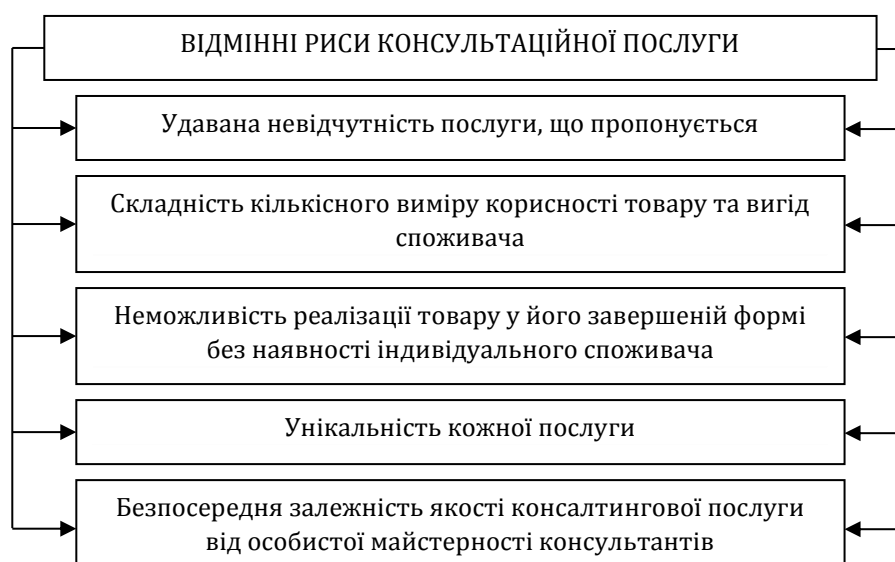 ВІДМІННІ РИСИ КОНСУЛЬТАЦІЙНОЇ ПОСЛУГИ
Удавана невідчутність послуги, що пропонується
Складність кількісного виміру корисності товару та вигід
споживача
Неможливість реалізації товару у його завершеній формі
без наявності індивідуального споживача
Унікальність кожної послуги
Безпосередня залежність якості консалтингової послуги
від особистої майстерності консультантів